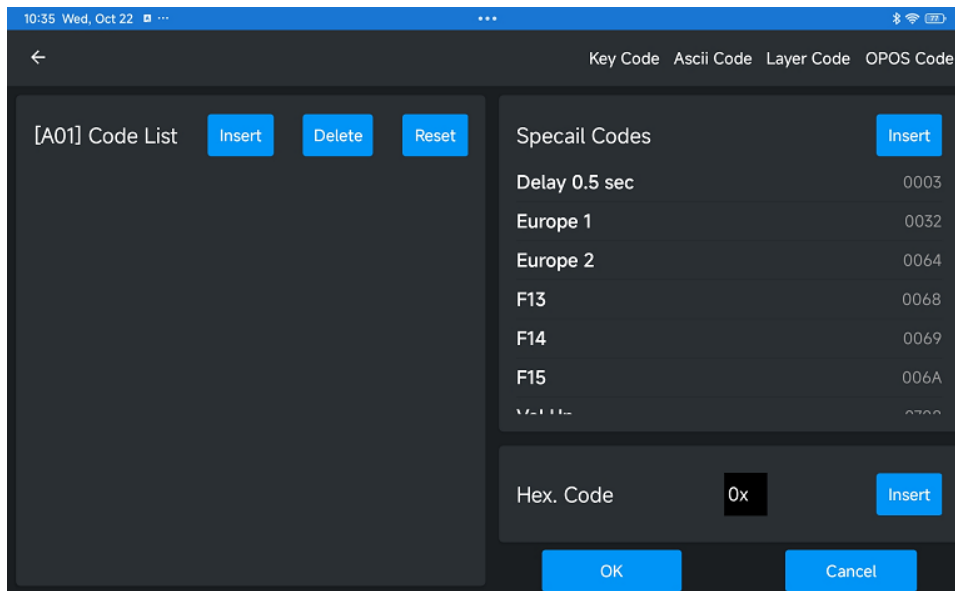 10:35 Wed, Oct 22
77
Key Code Ascii Code Layer Code OPOS Code
[A01] Code List Insert Delete Reset
Specail Codes Insert
Delay 0.5 sec 0003
Europe 1 0032
Europe 2 0064
F13 0068
F14 0069
F15 006A
Hex. Code 0x Insert
OK Cancel